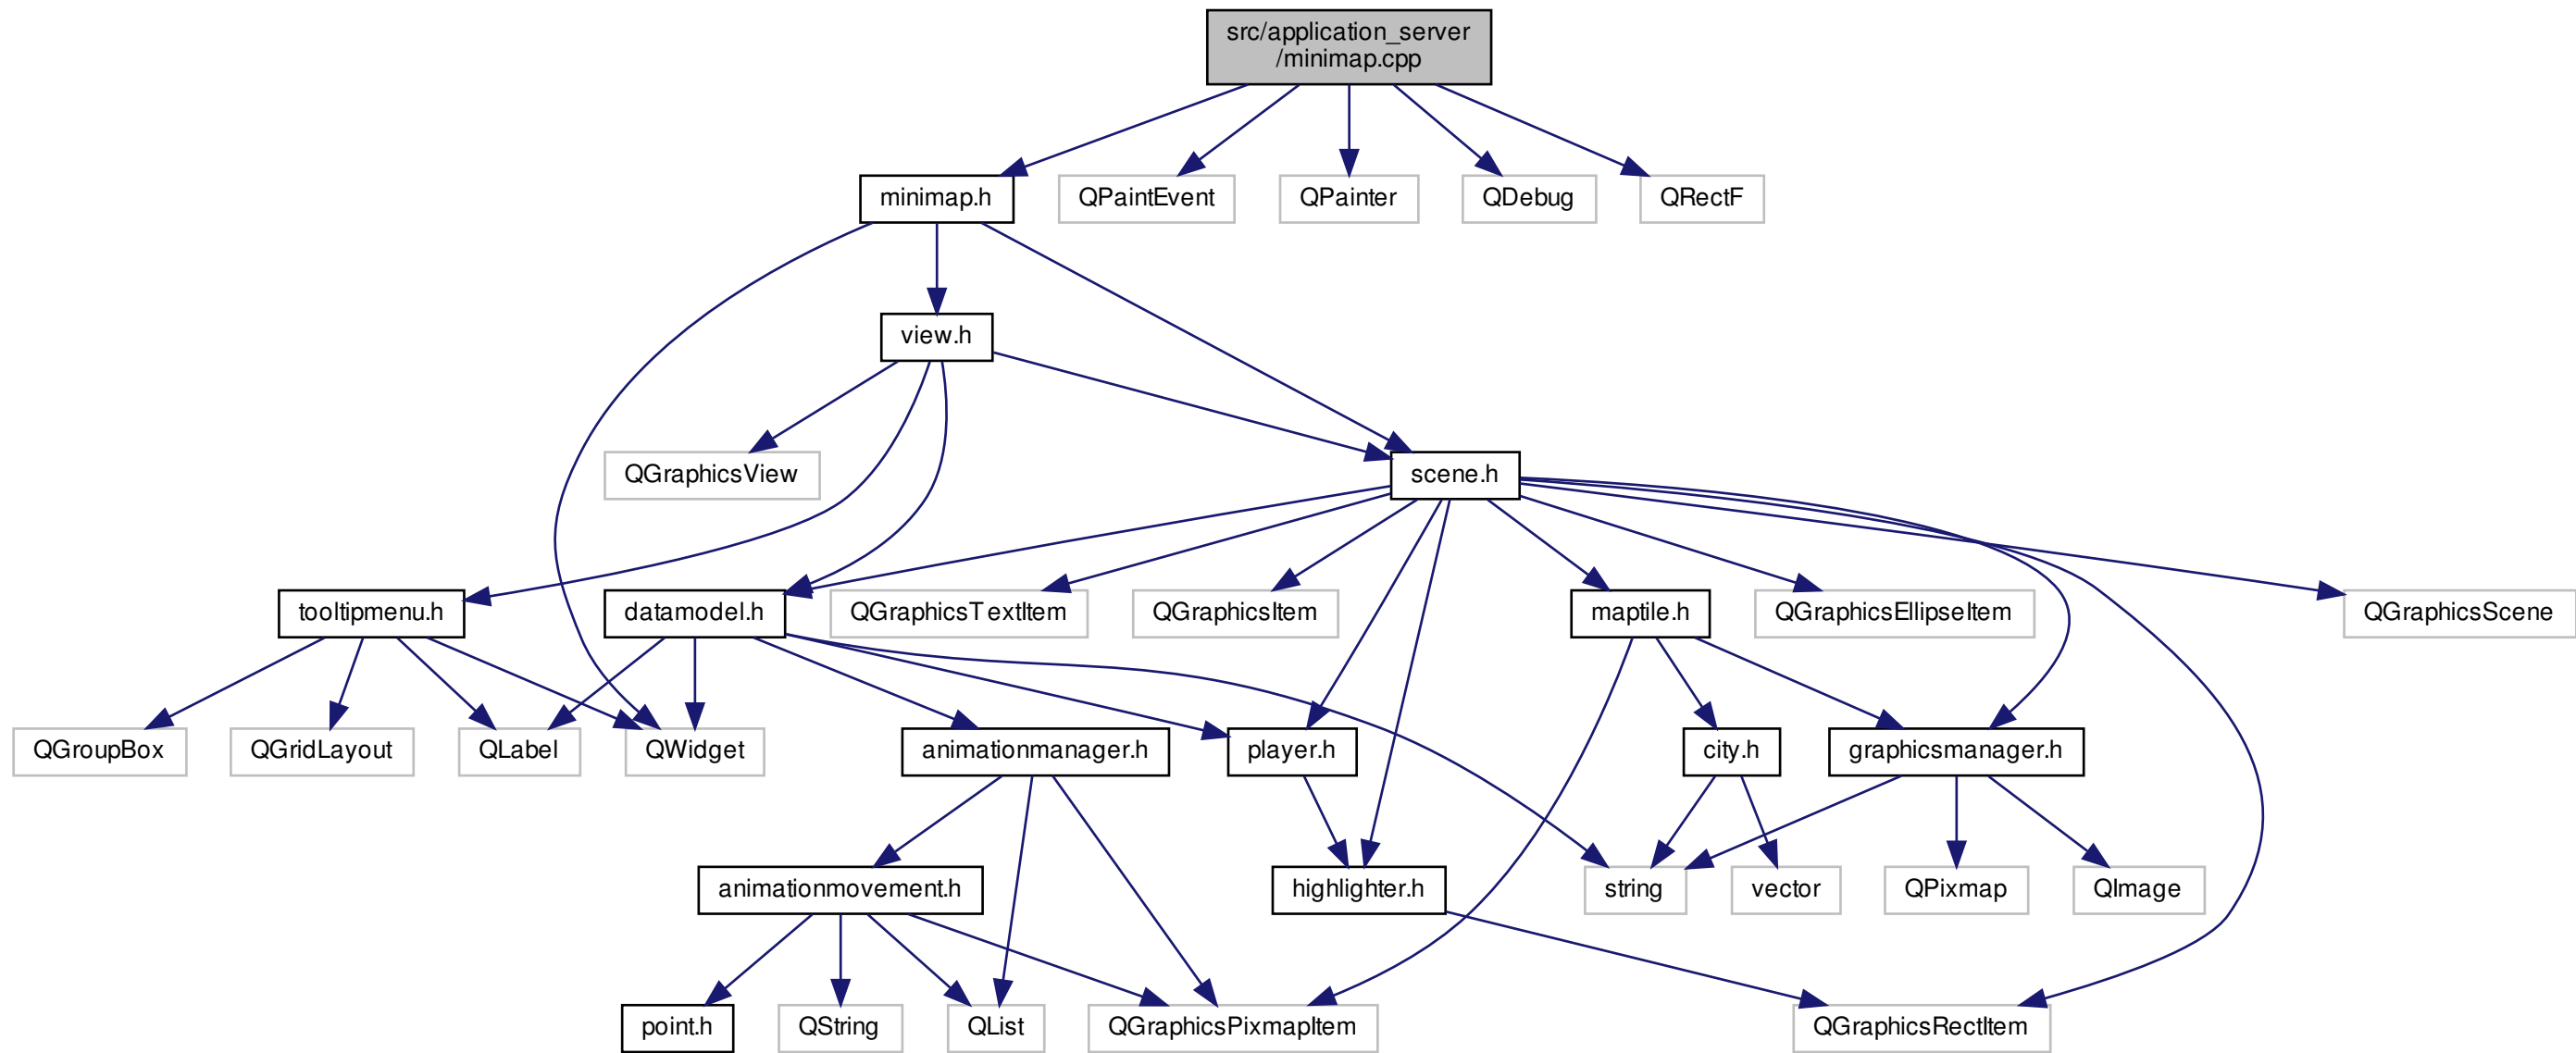 src/application_server
/minimap.cpp
minimap.h
QPaintEvent
QPainter
QDebug
QRectF
view.h
QGraphicsView
scene.h
tooltipmenu.h
datamodel.h
QGraphicsTextItem
QGraphicsItem
maptile.h
QGraphicsEllipseItem
QGraphicsScene
QGroupBox
QGridLayout
QLabel
QWidget
animationmanager.h
player.h
city.h
graphicsmanager.h
animationmovement.h
highlighter.h
string
vector
QPixmap
QImage
point.h
QString
QList
QGraphicsPixmapItem
QGraphicsRectItem